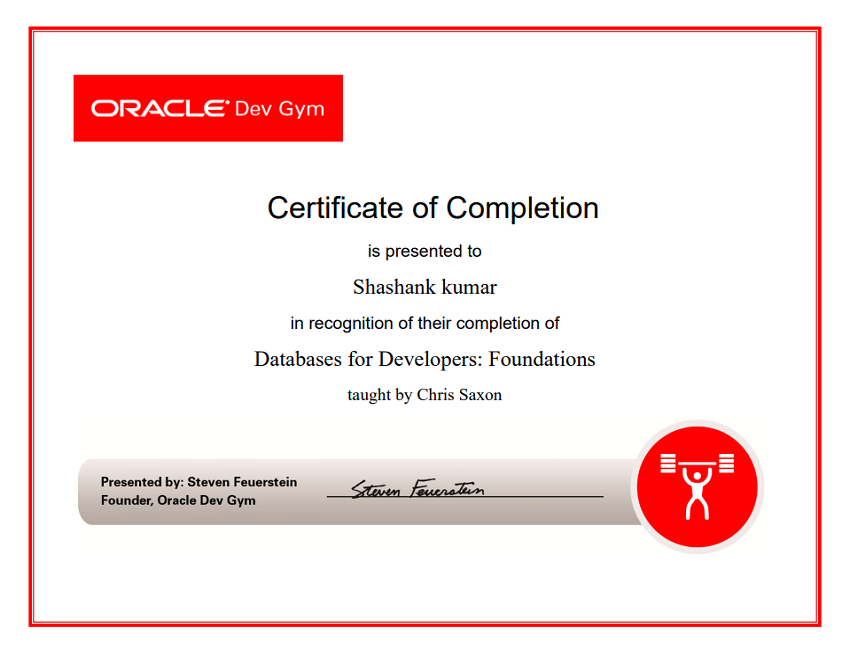 ORACLE Dev Gym
Certificate of Completion
is presented to
Shashank kumar
in recognition of their completion of
Databases for Developers: Foundations
taught by Chris Saxon
Presented by: Steven Feuerstein
Founder, Oracle Dev Gym
Steven Feuerstein